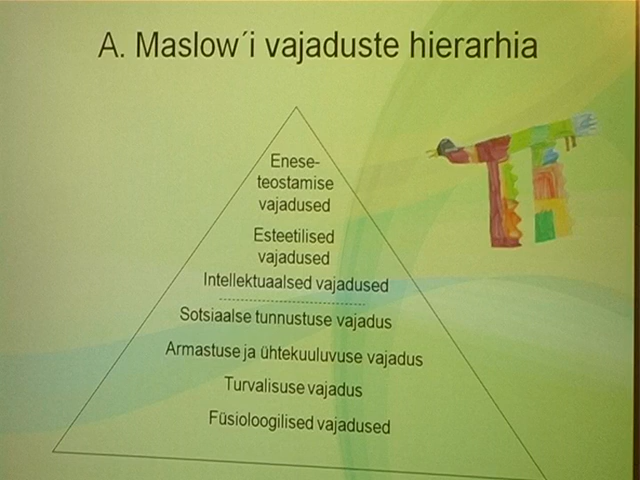 A. Maslow´i vajaduste hierarhia
Enese-
teostamise
vajadused
Esteetilised
vajadused
Intellektuaalsed vajadused
Sotsiaalse tunnustuse vajadus
Armastuse ja ühtekuuluvuse vajadus
Turvalisuse vajadus
Füsioloogilised vajadused